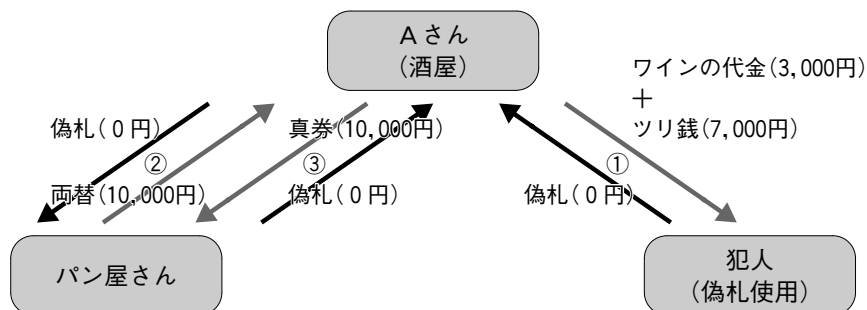 Aさん
(酒屋)
ワインの代金(3,000円)
+
ツリ銭(7,000円)
偽札(0円)
②
両替(10,000円)
真券(10,000円)
③
偽札(0円)
①
偽札(0円)
パン屋さん
犯人
(偽札使用)